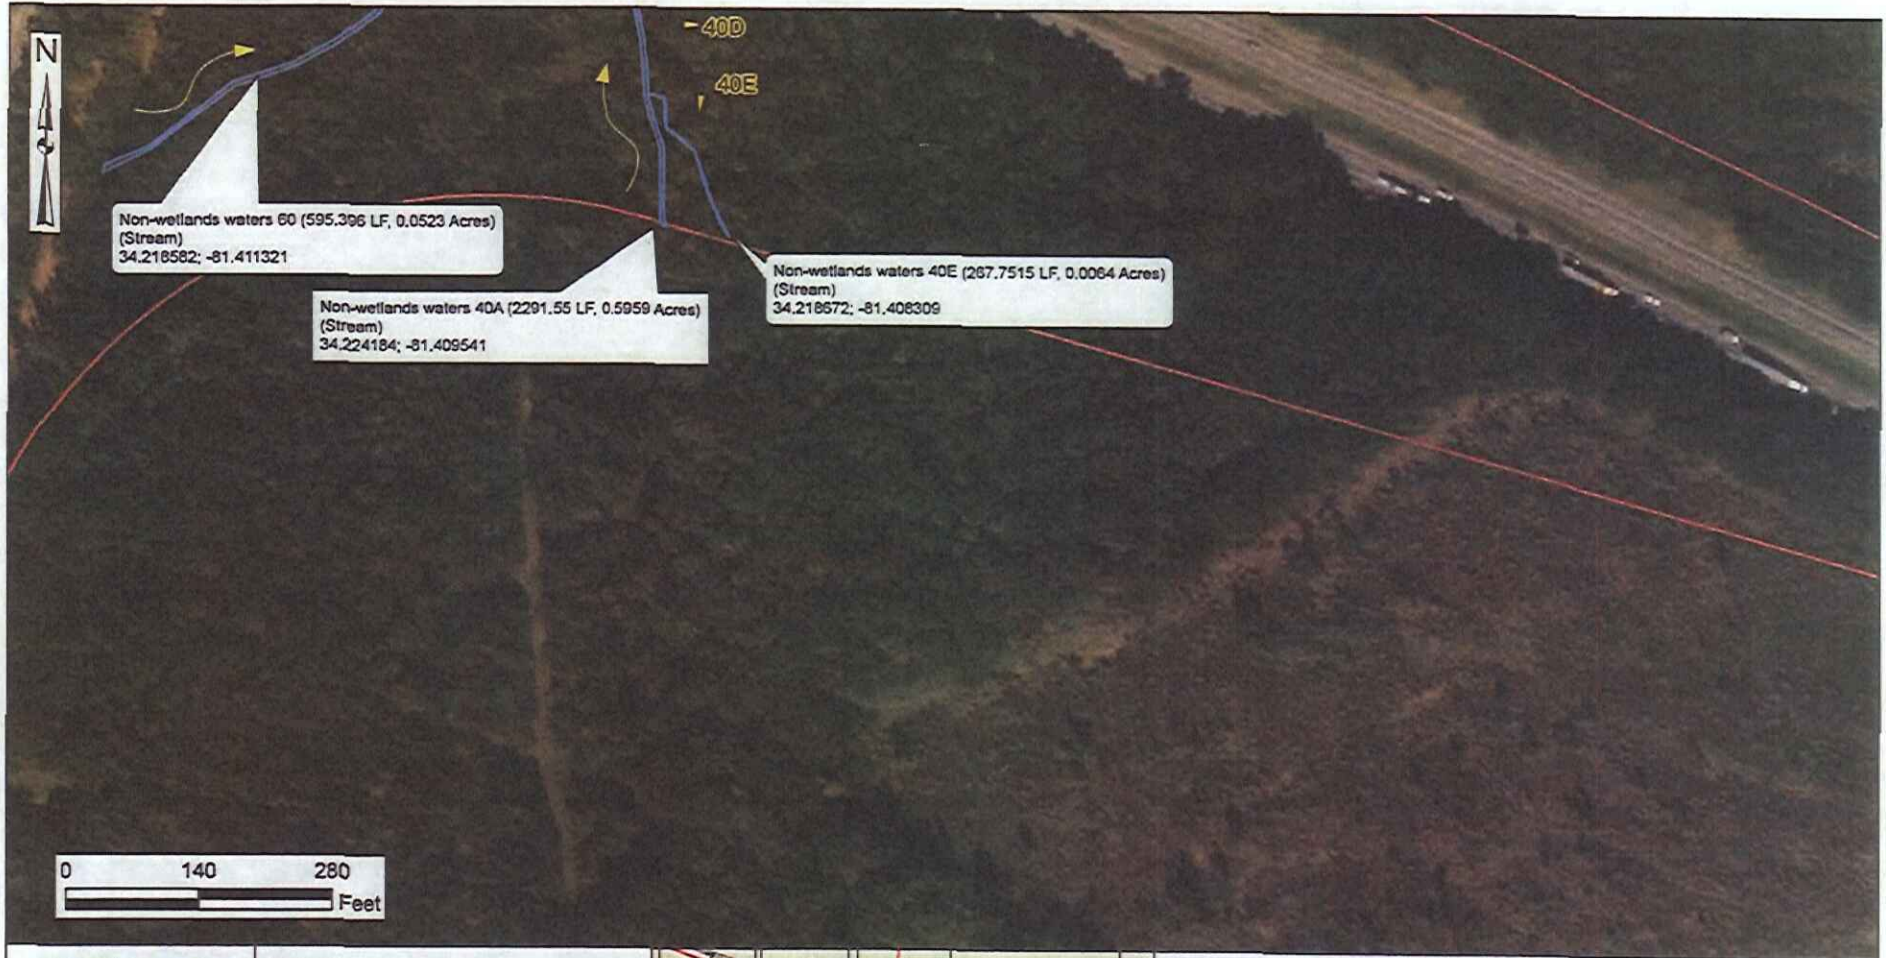 40D
N
40E
Non-wetlands waters 60 (595.396 LF, 0.0523 Acres)
(Stream)
34.218582; -81.411321
Non-wetlands waters 40E (267.7515 LF, 0.0064 Acres)
(Stream)
34.218672; -81.408309
Non-wetlands waters 40A (2291.55 LF, 0.5959 Acres)
(Stream)
34.224184; -81.409541
0 140 280
Feet